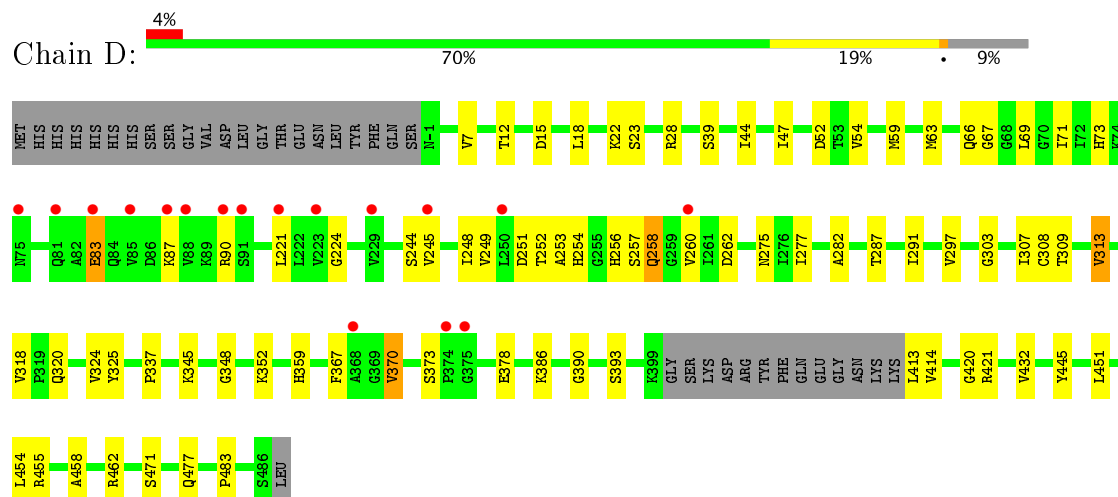 4%
Chain D:
70% 19% • 9%
MET HIS HIS HIS HIS HIS HIS SER SER GLY VAL ASP LEU GLY THR GLU ASN LEU TYR PHE GLN SER N-1 V7 T12 D15 L18 K22 S23 R28 S39 I44 I47 D52 T53 V54 M59 M63 Q66 G67 G68 L69 G70 I71 I72 H73 K74
N75 Q81 A82 E83 Q84 V85 D86 K87 V88 K89 R90 S91 L221 L222 V223 G224 V229 S244 V245 I248 V249 L250 D251 T252 A253 H254 G255 H256 S257 Q258 G259 V260 I261 D262 N275 I276 I277 A282 T287 I291 V297 G303 I307 C308 T309 V313
V318 P319 Q320 V324 Y325 P337 K345 G348 K352 H359 F367 A368 G369 V370 S373 P374 G375 E378 K386 G390 S393 K399 GLY SER LYS ASP ARG TYR PHE GLN GLU GLY ASN LYS LYS L413 V414 G420 R421 V432 Y445 L451
L454 R455 A458 R462 S471 Q477 P483 S486 LEU